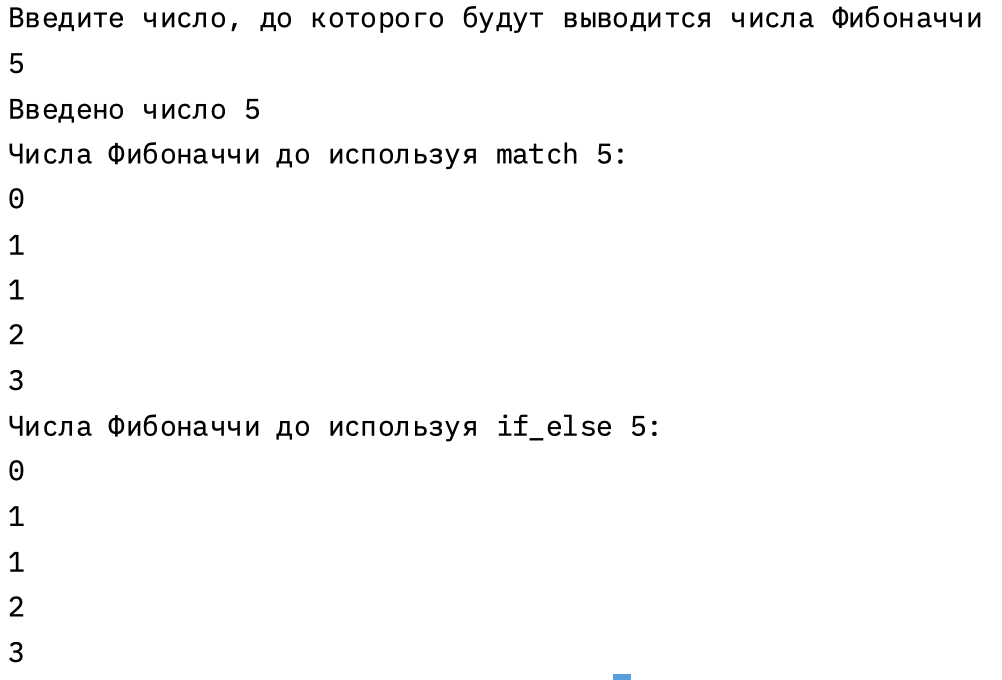 Введите число, до которого будут выводится числа Фибоначчи
5
Введено число 5
Числа Фибоначчи до используя match 5:
0
1
1
2
3
Числа Фибоначчи до используя if_else 5:
0
1
1
2
3